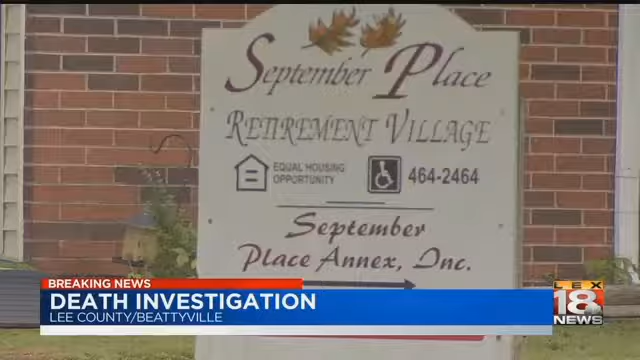 September Place
RETIREMENT VILLAGE
EQUAL HOUSING
OPPORTUNITY
464-2464
September
Place Annex, Inc.
BREAKING NEWS
DEATH INVESTIGATION
LEE COUNTY/BEATTYVILLE
LEX
18
NEWS